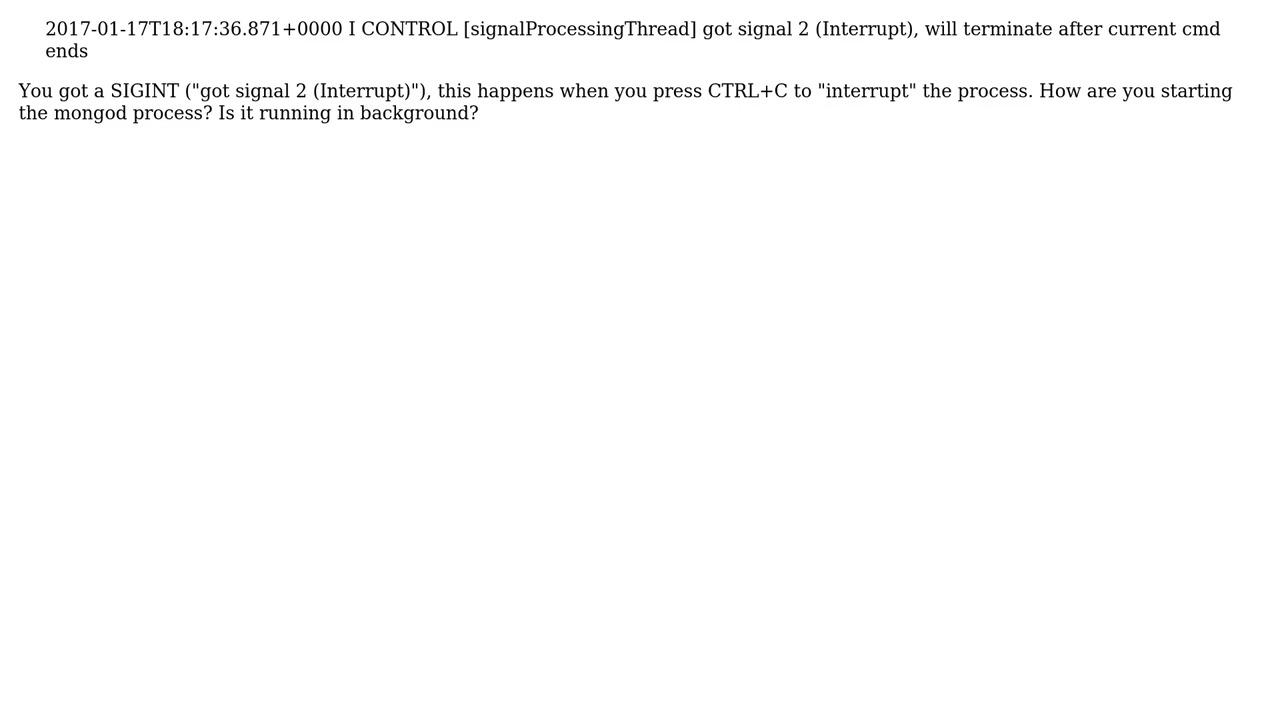 2017-01-17T18:17:36.871+0000 I CONTROL [signalProcessingThread] got signal 2 (Interrupt), will terminate after current cmd
ends
You got a SIGINT ("got signal 2 (Interrupt)"), this happens when you press CTRL+C to "interrupt" the process. How are you starting
the mongod process? Is it running in background?